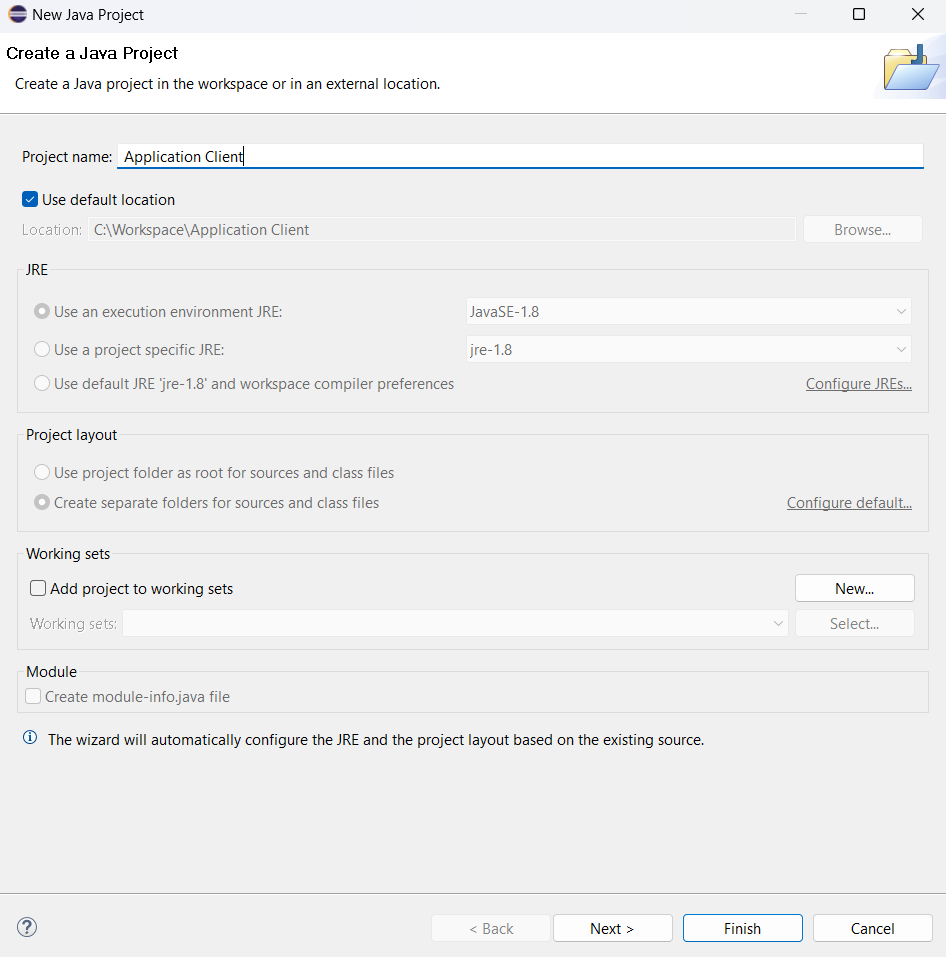 New Java Project
Create a Java Project
Create a Java project in the workspace or in an external location.
Project name: Application Client
Use default location
Location: C:\Workspace\Application Client Browse...
JRE
Use an execution environment JRE: JavaSE-1.8
Use a project specific JRE: jre-1.8
Use default JRE 'jre-1.8' and workspace compiler preferences Configure JREs...
Project layout
Use project folder as root for sources and class files
Create separate folders for sources and class files Configure default...
Working sets
Add project to working sets New...
Working sets: Select...
Module
Create module-info.java file
The wizard will automatically configure the JRE and the project layout based on the existing source.
? < Back Next > Finish Cancel